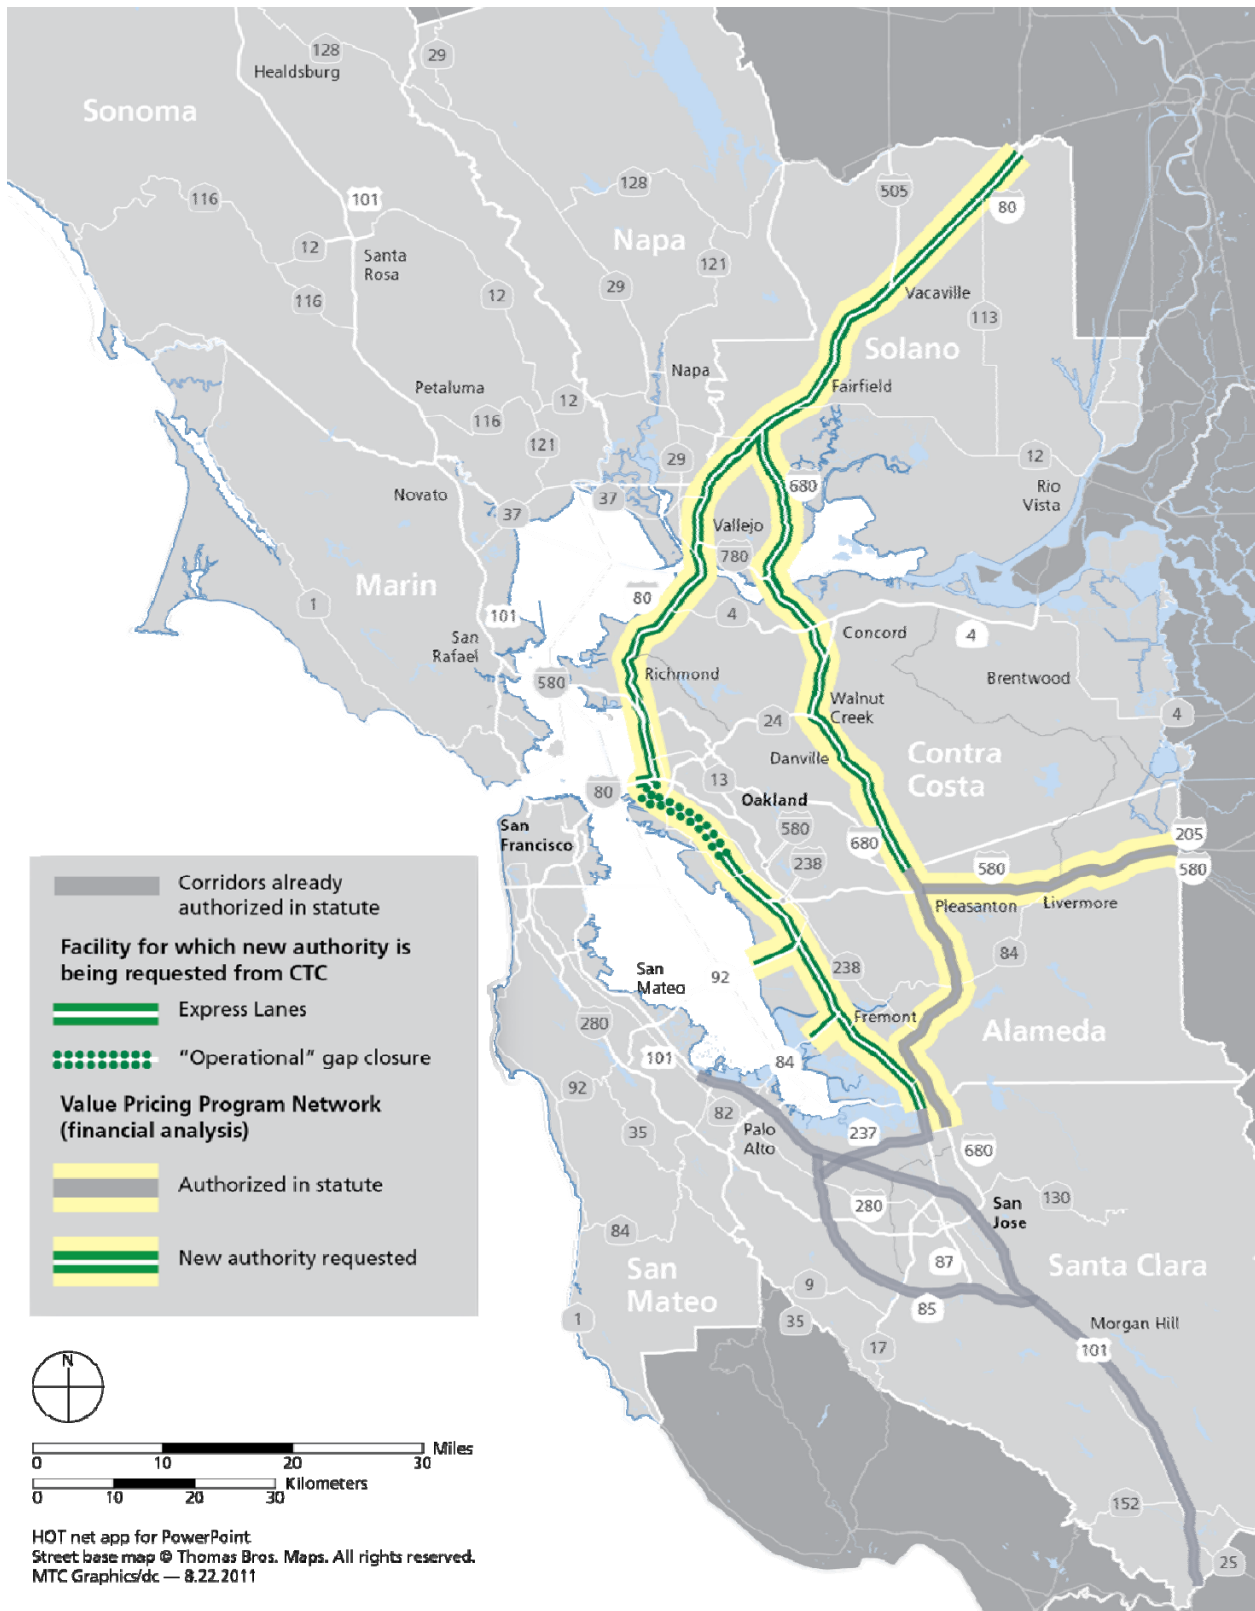 128
29
Healdsburg
Sonoma
128
505
116
101
80
Napa
12
Santa
Rosa
121
116
12
29
Vacaville
113
Solano
Napa
Petaluma
Fairfield
12
116
121
29
12
Novato
37
37
680
Rio
Vista
Vallejo
780
Marin
1
80
101
4
4
San
Rafael
Concord
580
Richmond
Brentwood
Walnut
Creek
24
4
Danville
Contra
Costa
13
80
Oakland
San
Francisco
580
205
680
580
580
238
Pleasanton
Livermore
84
San
Mateo
92
238
280
Fremont
Alameda
101
84
92
82
35
Palo
Alto
237
680
280
San
Jose
130
84
87
Santa Clara
San
Mateo
9
85
1
35
Morgan Hill
17
101
152
25
Corridors already
authorized in statute
Facility for which new authority is
being requested from CTC
Express Lanes
“Operational” gap closure
Value Pricing Program Network
(financial analysis)
Authorized in statute
New authority requested
N
Miles
0 10 20 30
Kilometers
0 10 20 30
HOT net app for PowerPoint
Street base map © Thomas Bros. Maps. All rights reserved.
MTC Graphics/dc — 8.22.2011